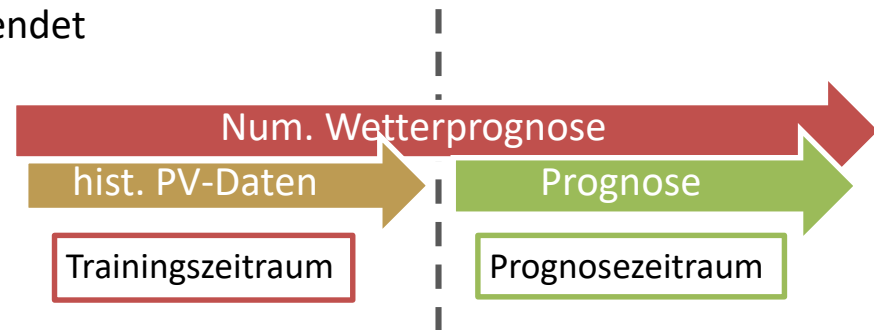 endet
Num. Wetterprognose
hist. PV-Daten
Prognose
Trainingszeitraum
Prognosezeitraum